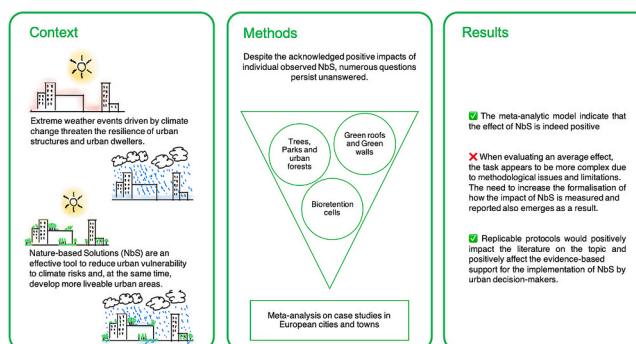 Context
Extreme weather events driven by climate
change threaten the resilience of urban
structures and urban dwellers.
Nature-based Solutions (NbS) are an
effective tool to reduce urban vulnerability
to climate risks and, at the same time,
develop more liveable urban areas.
Methods
Despite the acknowledged positive impacts of
individual observed NbS, numerous questions
persist unanswered.
Trees,
Parks and
urban
forests
Green roofs
and Green
walls
Bioretention
cells
Meta-analysis on case studies in
European cities and towns
Results
The meta-analytic model indicate that
the effect of NbS is indeed positive
When evaluating an average effect,
the task appears to be more complex due
to methodological issues and limitations.
The need to increase the formalisation of
how the impact of NbS is measured and
reported also emerges as a result.
Replicable protocols would positively
impact the literature on the topic and
positively affect the evidence-based
support for the implementation of NbS by
urban decision-makers.